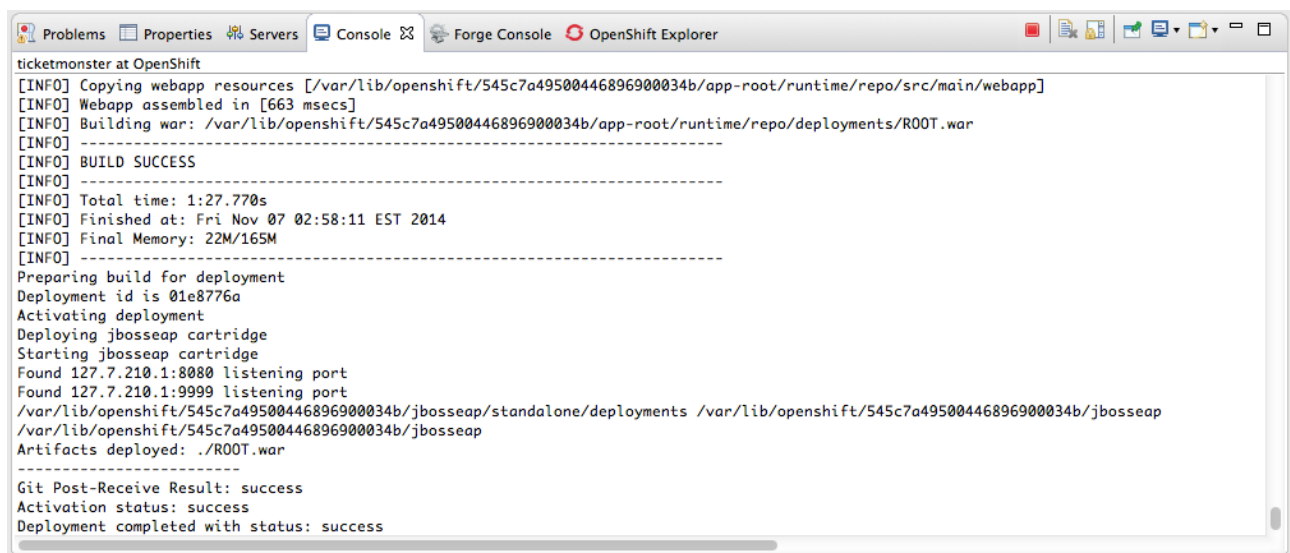 Problems Properties Servers Console Forge Console OpenShift Explorer
ticketmonster at OpenShift
[INFO] Copying webapp resources [/var/lib/openshift/545c7a49500446896900034b/app-root/runtime/repo/src/main/webapp]
[INFO] Webapp assembled in [663 msecs]
[INFO] Building war: /var/lib/openshift/545c7a49500446896900034b/app-root/runtime/repo/deployments/ROOT.war
[INFO] ------------------------------------------------------------------------
[INFO] BUILD SUCCESS
[INFO] ------------------------------------------------------------------------
[INFO] Total time: 1:27.770s
[INFO] Finished at: Fri Nov 07 02:58:11 EST 2014
[INFO] Final Memory: 22M/165M
[INFO] ------------------------------------------------------------------------
Preparing build for deployment
Deployment id is 01e8776a
Activating deployment
Deploying jbosseap cartridge
Starting jbosseap cartridge
Found 127.7.210.1:8080 listening port
Found 127.7.210.1:9999 listening port
/var/lib/openshift/545c7a49500446896900034b/jbosseap/standalone/deployments /var/lib/openshift/545c7a49500446896900034b/jbosseap
/var/lib/openshift/545c7a49500446896900034b/jbosseap
Artifacts deployed: ./ROOT.war
-------------------------
Git Post-Receive Result: success
Activation status: success
Deployment completed with status: success